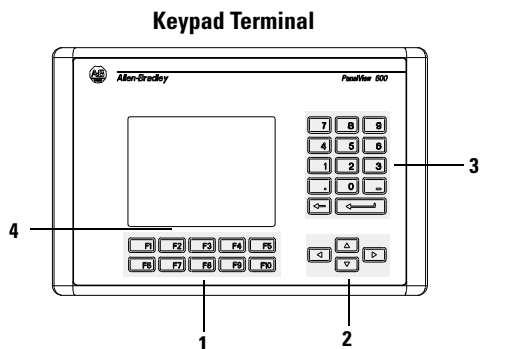 Keypad Terminal
AB
Allen-Bradley
PanelView 600
7 8 9
4 5 6
1 2 3
. 0 -
3
4
F1 F2 F3 F4 F5
F6 F7 F8 F9 F10
1
2